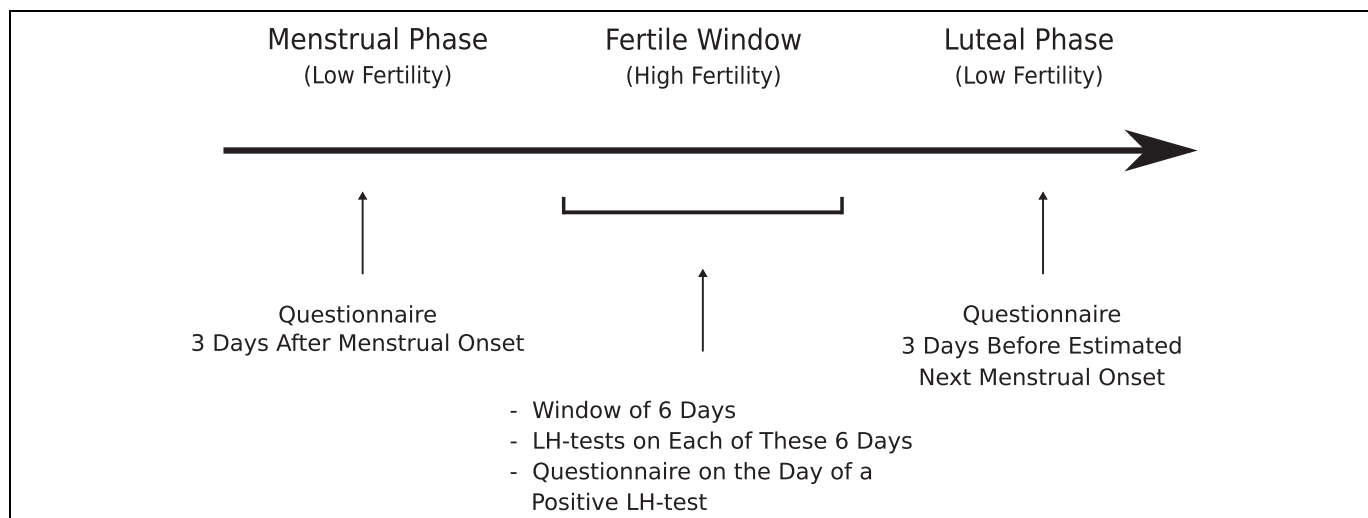 Menstrual Phase
(Low Fertility)
Fertile Window
(High Fertility)
Luteal Phase
(Low Fertility)
Questionnaire
3 Days After Menstrual Onset
- Window of 6 Days
- LH-tests on Each of These 6 Days
- Questionnaire on the Day of a
Positive LH-test
Questionnaire
3 Days Before Estimated
Next Menstrual Onset